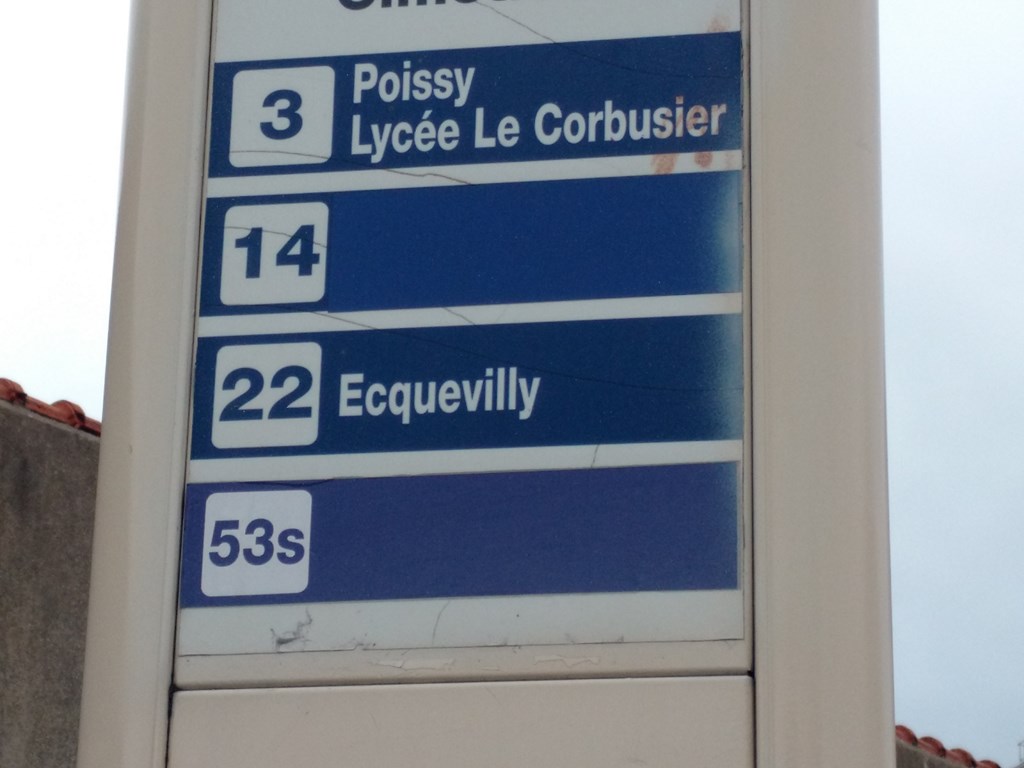 3 Poissy
Lycée Le Corbusier
14
22 Ecquevilly
53s